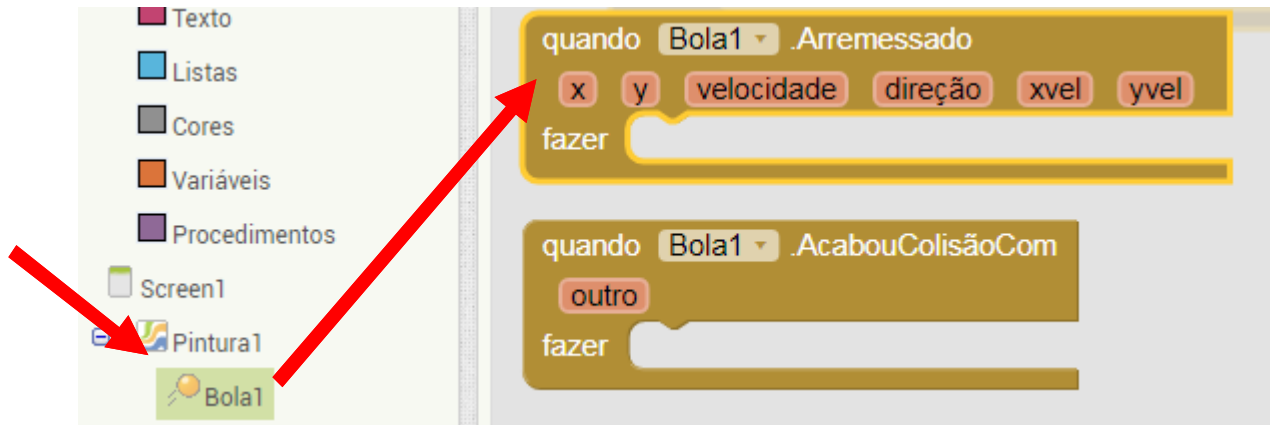 Texto
Listas
Cores
Variáveis
Procedimentos
Screen1
Pintura1
Bola1
quando Bola1 .Arremessado
x y velocidade direção xvel yvel
fazer
quando Bola1 .AcabouColisãoCom
outro
fazer